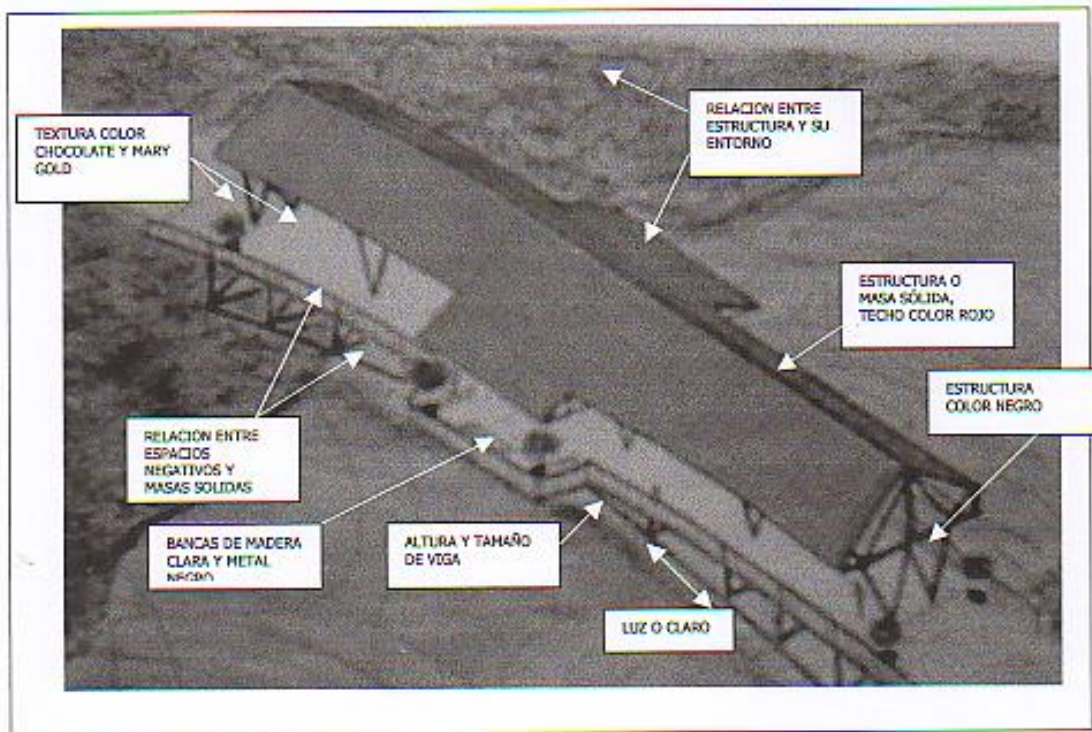 RELACION ENTRE
ESTRUCTURA Y SU
ENTORNO
TEXTURA COLOR
CHOCOLATE Y MARY
GOLD
ESTRUCTURA O
MASA SÓLIDA,
TECHO COLOR ROJO
ESTRUCTURA
COLOR NEGRO
RELACION ENTRE
ESPACIOS
NEGATIVOS Y
MASAS SOLIDAS
BANCAS DE MADERA
CLARA Y METAL
NEGRO
ALTURA Y TAMAÑO
DE VIGA
LUZ O CLARO